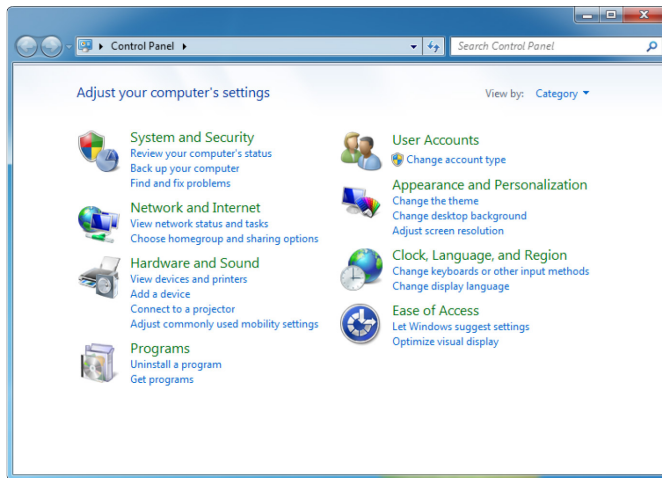 Control Panel
Search Control Panel
Adjust your computer's settings
View by: Category
System and Security
Review your computer's status
Back up your computer
Find and fix problems
Network and Internet
View network status and tasks
Choose homegroup and sharing options
Hardware and Sound
View devices and printers
Add a device
Connect to a projector
Adjust commonly used mobility settings
Programs
Uninstall a program
Get programs
User Accounts
Change account type
Appearance and Personalization
Change the theme
Change desktop background
Adjust screen resolution
Clock, Language, and Region
Change keyboards or other input methods
Change display language
Ease of Access
Let Windows suggest settings
Optimize visual display